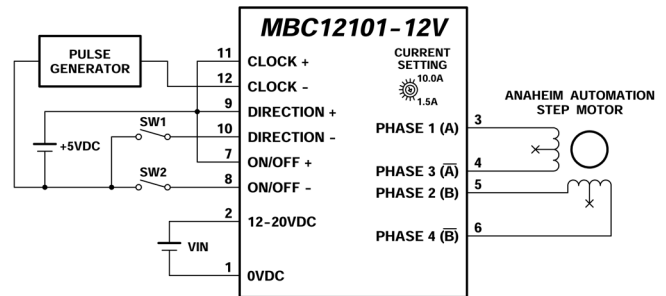 MBC12101-12V
PULSE
GENERATOR
11
CLOCK +
12
CLOCK -
9
DIRECTION +
SW1
10
DIRECTION -
+5VDC
7
ON/OFF +
SW2
8
ON/OFF -
2
12-20VDC
VIN
1
0VDC
CURRENT
SETTING
10.0A
1.5A
ANAHEIM AUTOMATION
STEP MOTOR
3
PHASE 1 (A)
4
PHASE 3 (A̅)
5
PHASE 2 (B)
6
PHASE 4 (B̅)